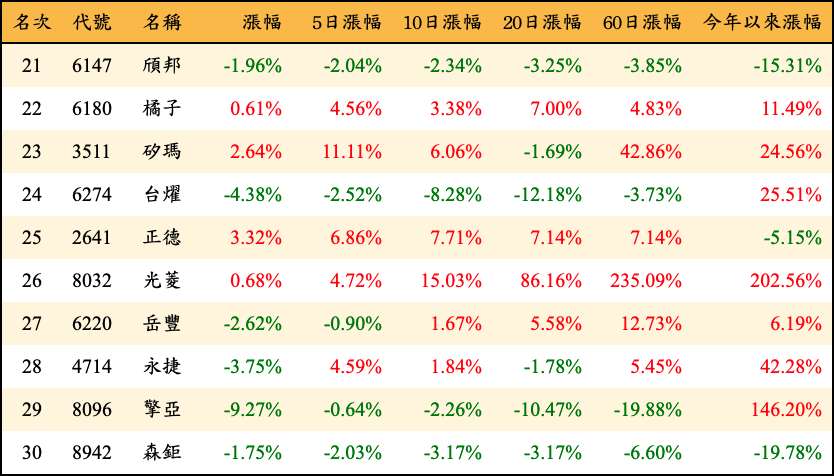 名次 代號 名稱 漲幅 5日漲幅 10日漲幅 20日漲幅 60日漲幅 今年以來漲幅
21 6147 頎邦 -1.96% -2.04% -2.34% -3.25% -3.85% -15.31%
22 6180 橘子 0.61% 4.56% 3.38% 7.00% 4.83% 11.49%
23 3511 矽瑪 2.64% 11.11% 6.06% -1.69% 42.86% 24.56%
24 6274 台燿 -4.38% -2.52% -8.28% -12.18% -3.73% 25.51%
25 2641 正德 3.32% 6.86% 7.71% 7.14% 7.14% -5.15%
26 8032 光菱 0.68% 4.72% 15.03% 86.16% 235.09% 202.56%
27 6220 岳豐 -2.62% -0.90% 1.67% 5.58% 12.73% 6.19%
28 4714 永捷 -3.75% 4.59% 1.84% -1.78% 5.45% 42.28%
29 8096 擎亞 -9.27% -0.64% -2.26% -10.47% -19.88% 146.20%
30 8942 森鉅 -1.75% -2.03% -3.17% -3.17% -6.60% -19.78%